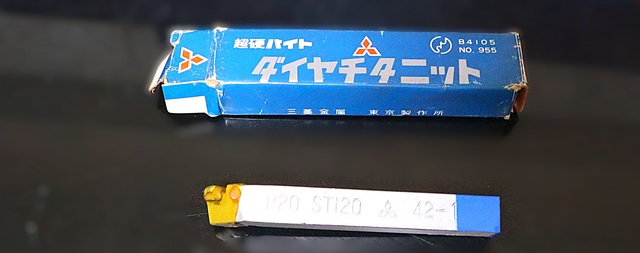 超硬バイト
ダイヤチタニット
B4105
NO. 955
三菱金属 東京製作所
P20 STi20 42-1